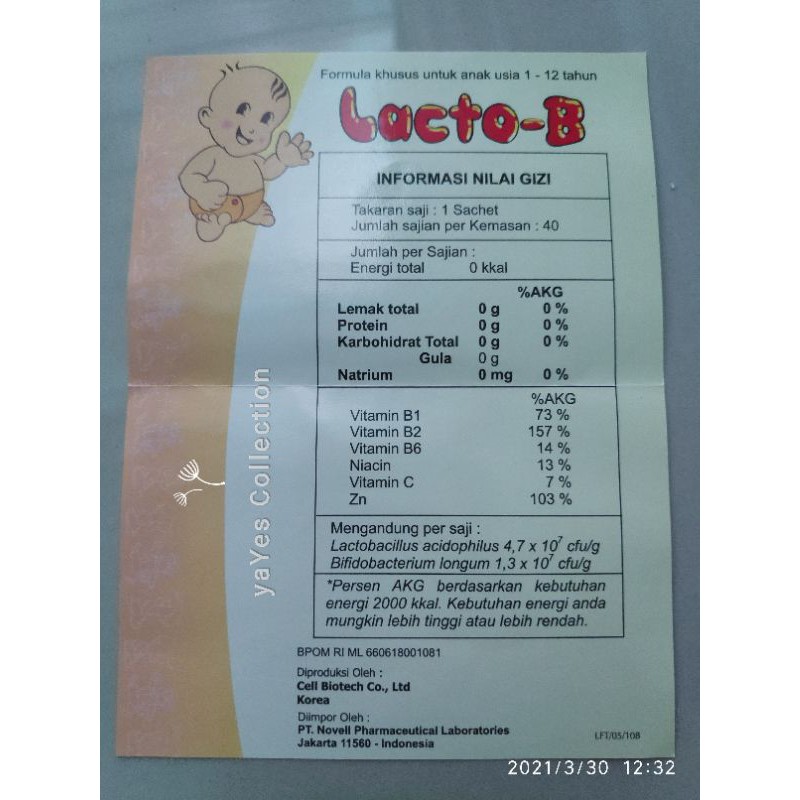 Formula khusus untuk anak usia 1 - 12 tahun
Lacto-B
INFORMASI NILAI GIZI
Takaran saji : 1 Sachet
Jumlah sajian per Kemasan : 40
Jumlah per Sajian :
Energi total 0 kkal
%AKG
Lemak total 0 g 0 %
Protein 0 g 0 %
Karbohidrat Total 0 g 0 %
Gula 0 g
Natrium 0 mg 0 %
%AKG
Vitamin B1 73 %
Vitamin B2 157 %
Vitamin B6 14 %
Niacin 13 %
Vitamin C 7 %
Zn 103 %
Mengandung per saji :
Lactobacillus acidophilus 4,7 x 10⁷ cfu/g
Bifidobacterium longum 1,3 x 10⁷ cfu/g
*Persen AKG berdasarkan kebutuhan
energi 2000 kkal. Kebutuhan energi anda
mungkin lebih tinggi atau lebih rendah.
BPOM RI ML 660618001081
Diproduksi Oleh :
Cell Biotech Co., Ltd
Korea
Diimpor Oleh :
PT. Novell Pharmaceutical Laboratories
Jakarta 11560 - Indonesia
LFT/05/108
yaYes Collection
2021/3/30 12:32